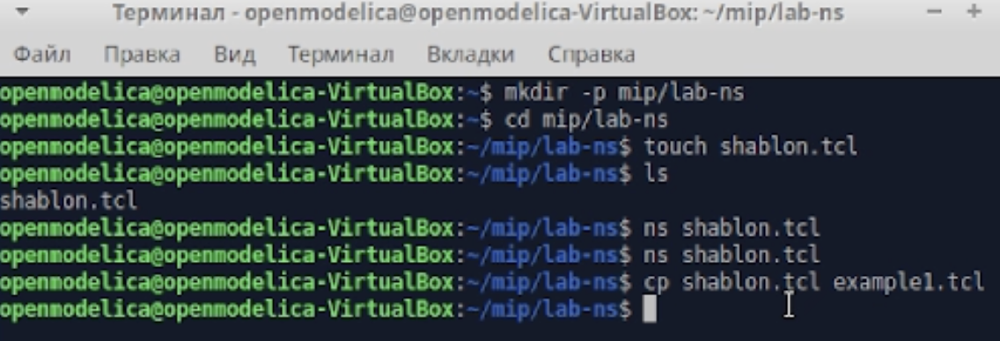 Терминал - openmodelica@openmodelica-VirtualBox: ~/mip/lab-ns
Файл Правка Вид Терминал Вкладки Справка
openmodelica@openmodelica-VirtualBox:~$ mkdir -p mip/lab-ns
openmodelica@openmodelica-VirtualBox:~$ cd mip/lab-ns
openmodelica@openmodelica-VirtualBox:~/mip/lab-ns$ touch shablon.tcl
openmodelica@openmodelica-VirtualBox:~/mip/lab-ns$ ls
shablon.tcl
openmodelica@openmodelica-VirtualBox:~/mip/lab-ns$ ns shablon.tcl
openmodelica@openmodelica-VirtualBox:~/mip/lab-ns$ ns shablon.tcl
openmodelica@openmodelica-VirtualBox:~/mip/lab-ns$ cp shablon.tcl example1.tcl
openmodelica@openmodelica-VirtualBox:~/mip/lab-ns$